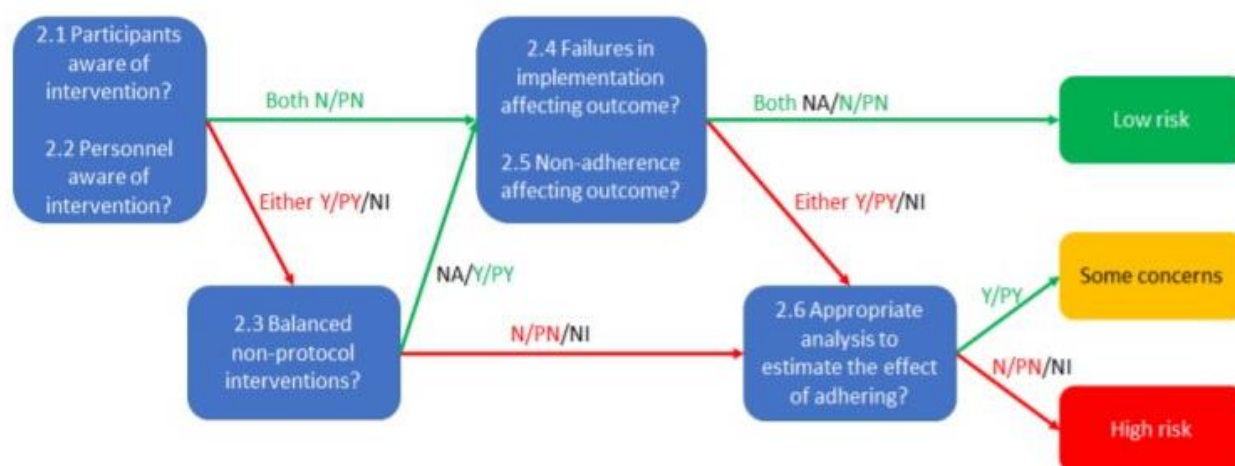 2.1 Participants
aware of
intervention?
2.2 Personnel
aware of
intervention?
Both N/PN
Either Y/PY/NI
2.3 Balanced
non-protocol
interventions?
NA/Y/PY
N/PN/NI
2.4 Failures in
implementation
affecting outcome?
2.5 Non-adherence
affecting outcome?
Both NA/N/PN
Either Y/PY/NI
2.6 Appropriate
analysis to
estimate the effect
of adhering?
Y/PY
N/PN/NI
Low risk
Some concerns
High risk